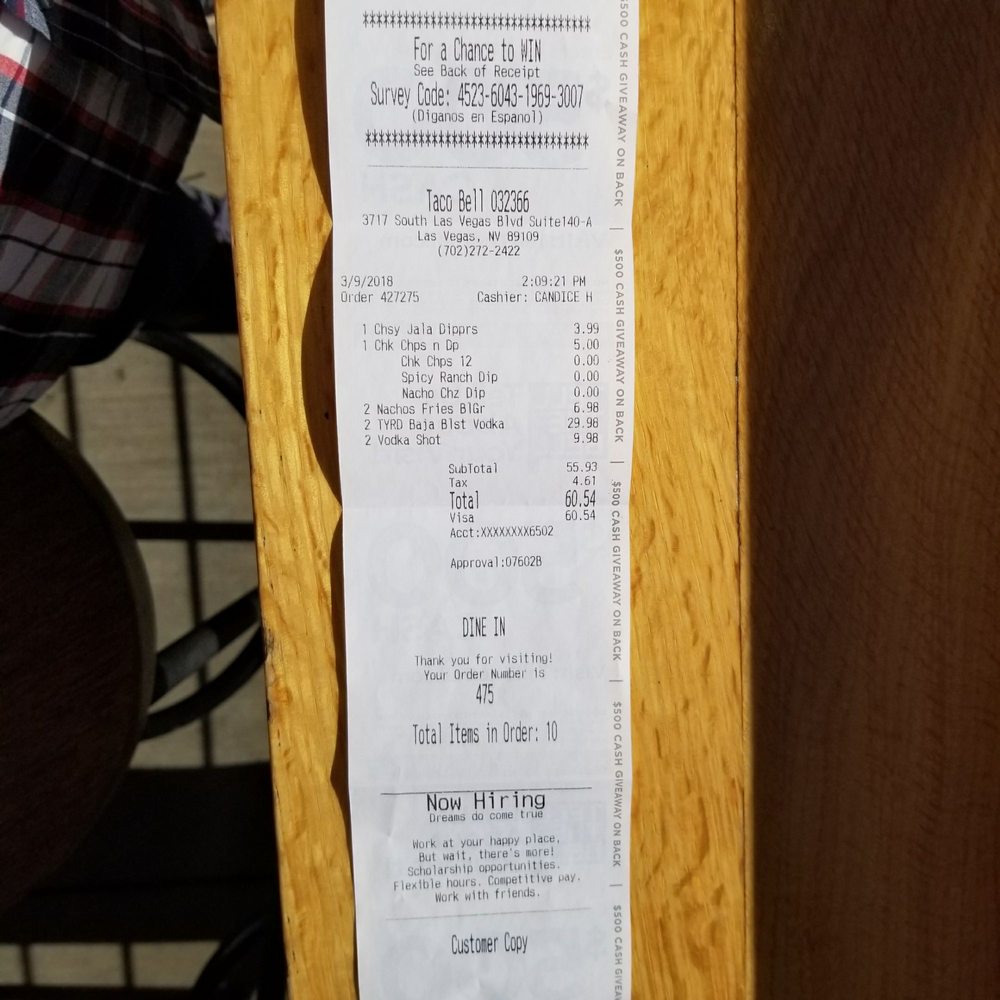 ***********************************
For a Chance to WIN
See Back of Receipt
Survey Code: 4523-6043-1969-3007
(Diganos en Espanol)
***********************************
Taco Bell 032366
3717 South Las Vegas Blvd Suite140-A
Las Vegas, NV 89109
(702)272-2422
3/9/2018 2:09:21 PM
Order 427275 Cashier: CANDICE H
1 Chsy Jala Dipprs 3.99
1 Chk Chps n Dp 5.00
Chk Chps 12 0.00
Spicy Ranch Dip 0.00
Nacho Chz Dip 0.00
2 Nachos Fries BlGr 6.98
2 TYRD Baja Blst Vodka 29.98
2 Vodka Shot 9.98
SubTotal 55.93
Tax 4.61
Total 60.54
Visa 60.54
Acct:XXXXXXXX6502
Approval:07602B
DINE IN
Thank you for visiting!
Your Order Number is
475
Total Items in Order: 10
Now Hiring
Dreams do come true
Work at your happy place,
But wait, there's more!
Scholarship opportunities.
Flexible hours. Competitive pay.
Work with friends.
Customer Copy
$500 CASH GIVEAWAY ON BACK | $500 CASH GIVEAWAY ON BACK | $500 CASH GIVEAWAY ON BACK | $500 CASH GIVEAWAY ON BACK | $500 CASH GIVEAWA